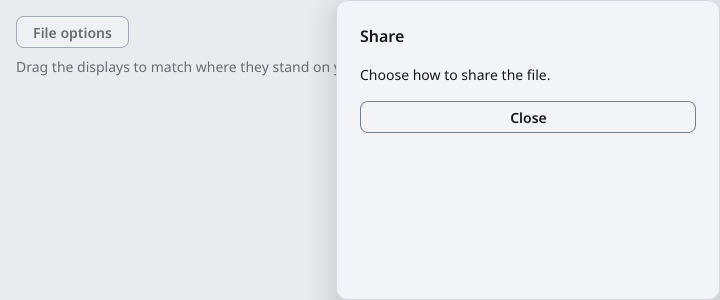 File options
Drag the displays to match where they stand on
Share
Choose how to share the file.
Close